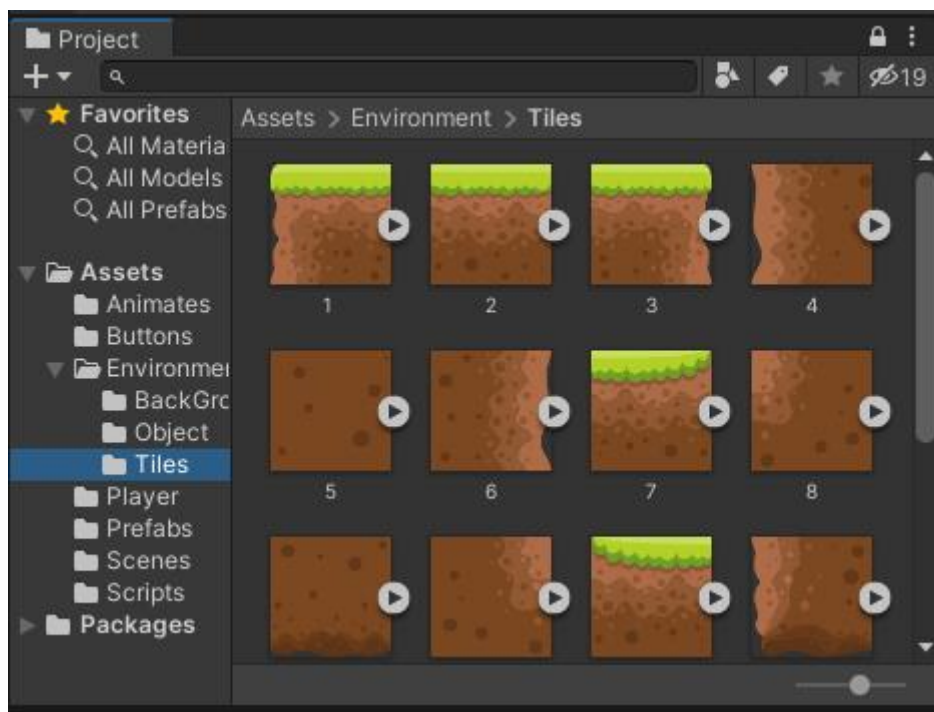 Project
19
Favorites
All Materia
All Models
All Prefabs
Assets
Animates
Buttons
Environmer
BackGrc
Object
Tiles
Player
Prefabs
Scenes
Scripts
Packages
Assets > Environment > Tiles
1 2 3 4
5 6 7 8